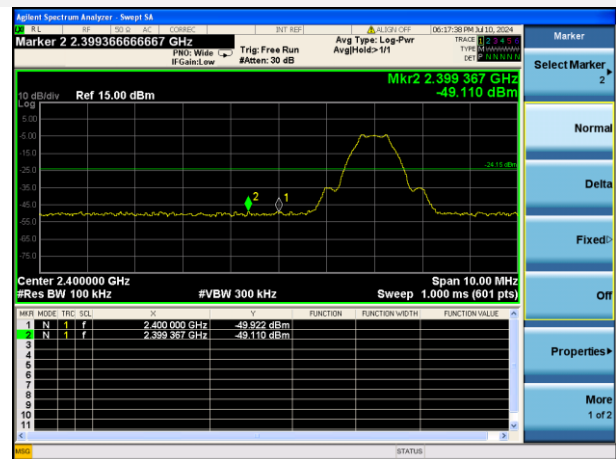 Agilent Spectrum Analyzer - Swept SA
RL RF 50 Ω AC CORREC INT REF ALIGN OFF 06:17:38 PM Jul 10, 2024
Marker 2 2.399366666667 GHz
PNO: Wide
IFGain:Low
Trig: Free Run
#Atten: 30 dB
Avg Type: Log-Pwr
Avg|Hold:>1/1
TRACE 1 2 3 4 5 6
TYPE M
DET P N N N N N
Mkr2 2.399 367 GHz
-49.110 dBm
10 dB/div Ref 15.00 dBm
Log
5.00
-5.00
-15.0
-25.0
-24.15 dBm
-35.0
-45.0
-55.0
-65.0
-75.0
2
1
Center 2.400000 GHz Span 10.00 MHz
#Res BW 100 kHz #VBW 300 kHz Sweep 1.000 ms (601 pts)
MKR MODE TRC SCL X Y FUNCTION FUNCTION WIDTH FUNCTION VALUE
1 N 1 f 2.400 000 GHz -49.922 dBm
2 N 1 f 2.399 367 GHz -49.110 dBm
3
4
5
6
7
8
9
10
11
MSG STATUS
Marker
Select Marker
2
Normal
Delta
Fixed
Off
Properties
More
1 of 2